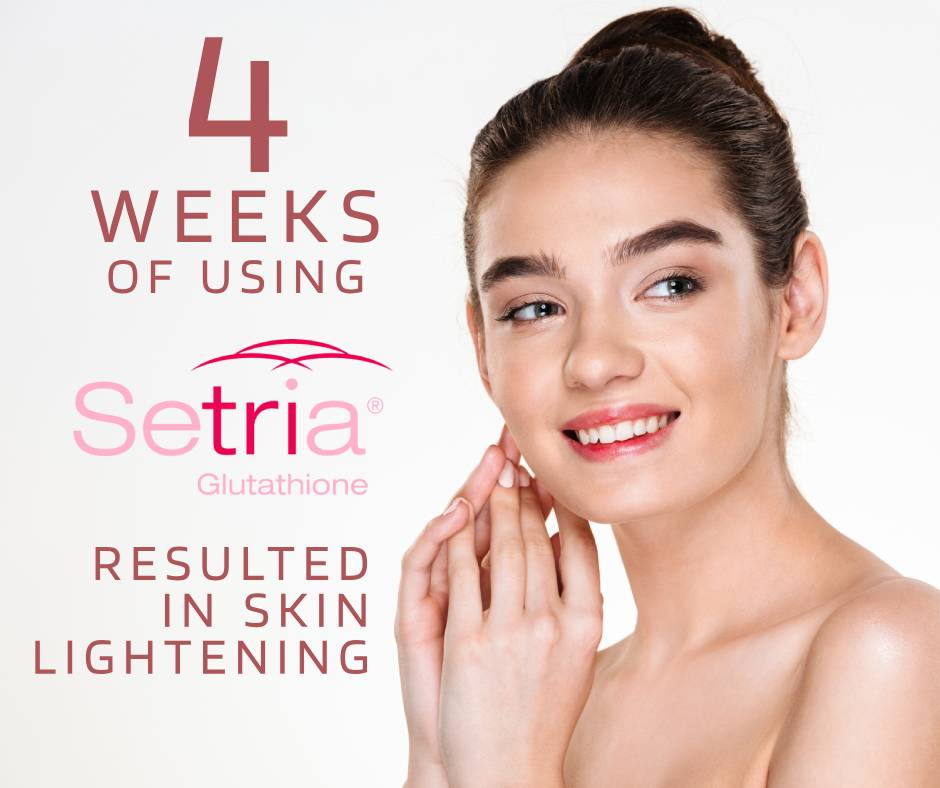 4
WEEKS
OF USING
Setria®
Glutathione
RESULTED
IN SKIN
LIGHTENING